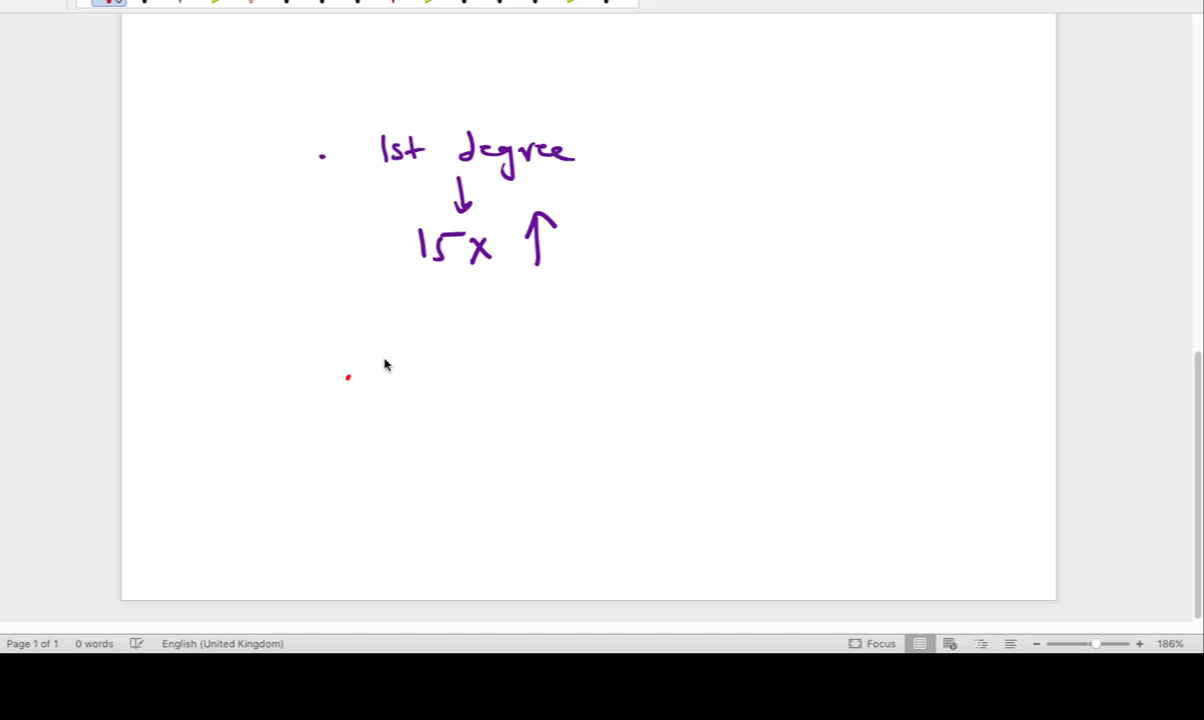 . 1st degree
↓
15x ↑
.
Page 1 of 1 0 words English (United Kingdom) Focus 186%